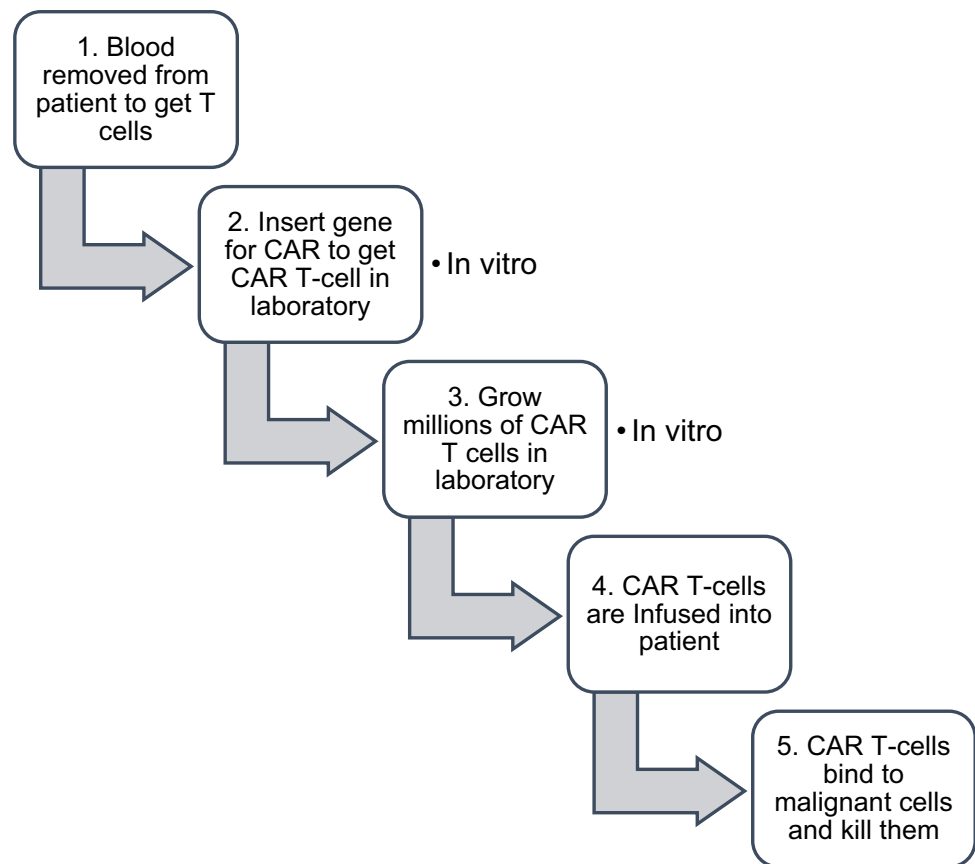 1. Blood
removed from
patient to get T
cells
2. Insert gene
for CAR to get
CAR T-cell in
laboratory
• In vitro
3. Grow
millions of CAR
T cells in
laboratory
• In vitro
4. CAR T-cells
are Infused into
patient
5. CAR T-cells
bind to
malignant cells
and kill them